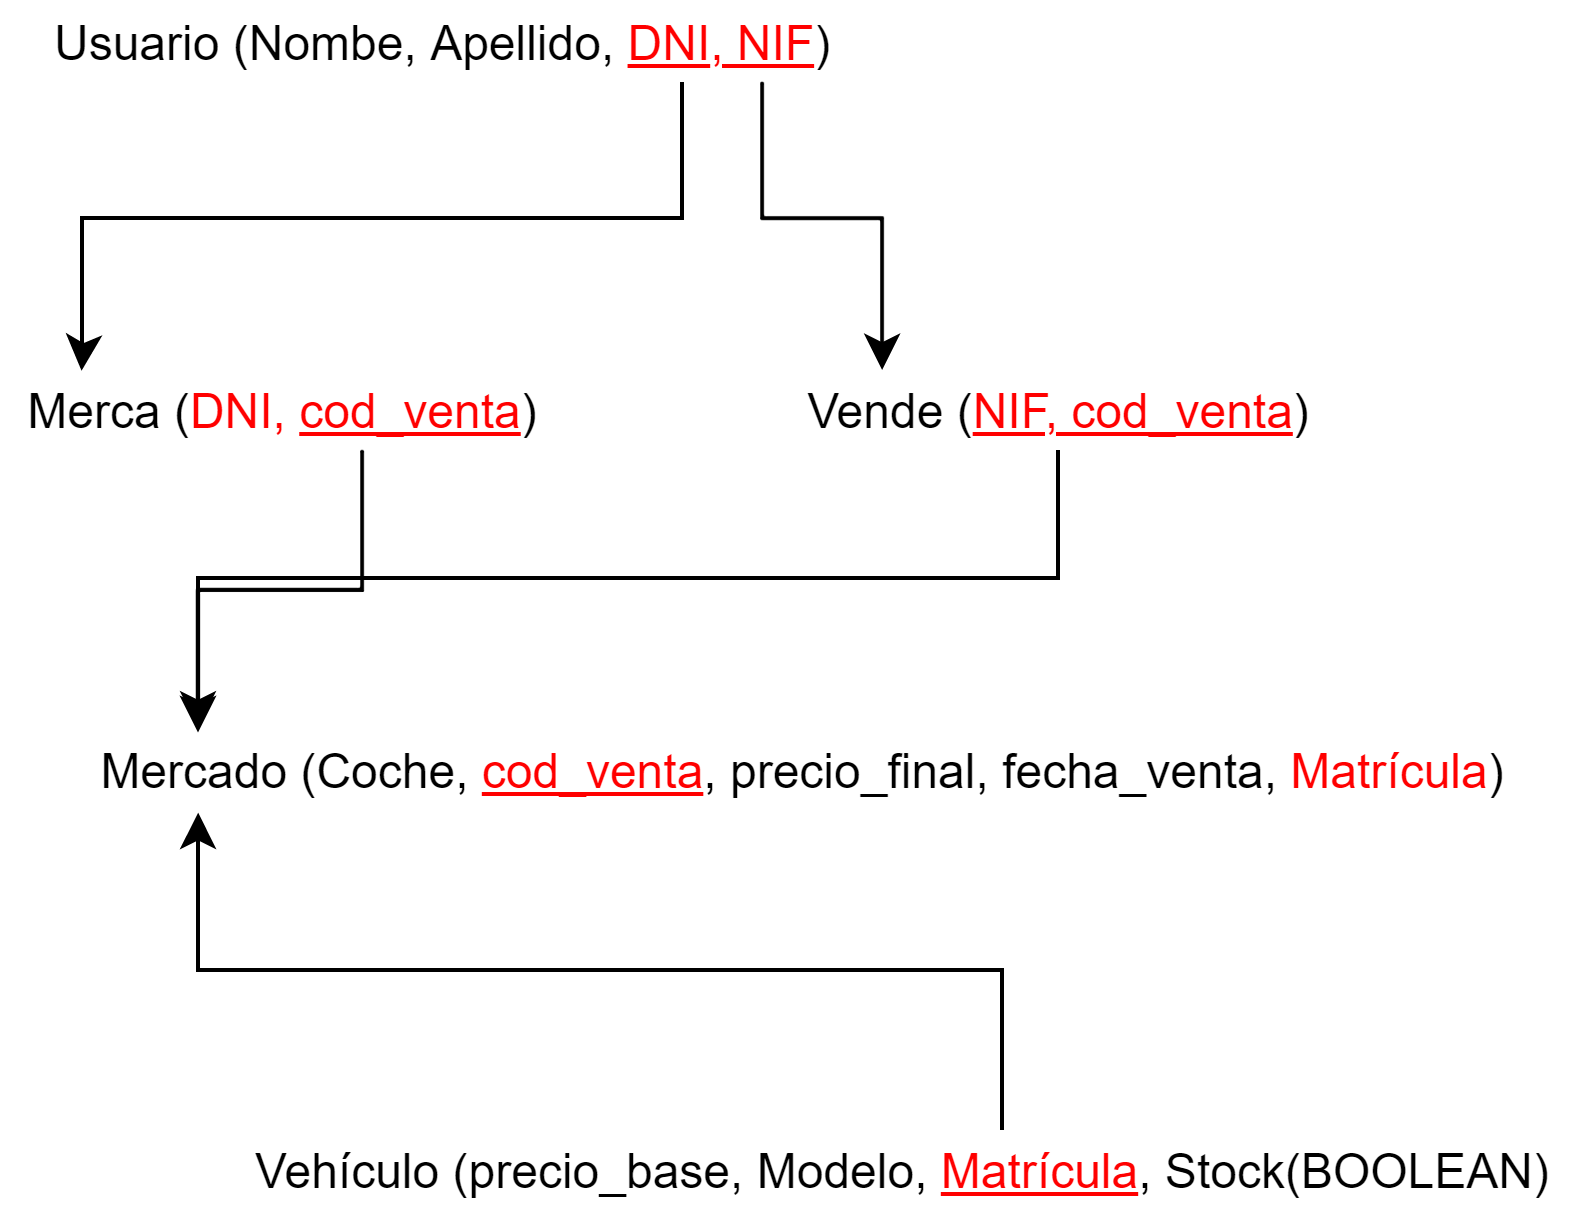 Usuario (Nombe, Apellido, DNI, NIF)
Merca (DNI, cod_venta)
Vende (NIF, cod_venta)
Mercado (Coche, cod_venta, precio_final, fecha_venta, Matrícula)
Vehículo (precio_base, Modelo, Matrícula, Stock(BOOLEAN)